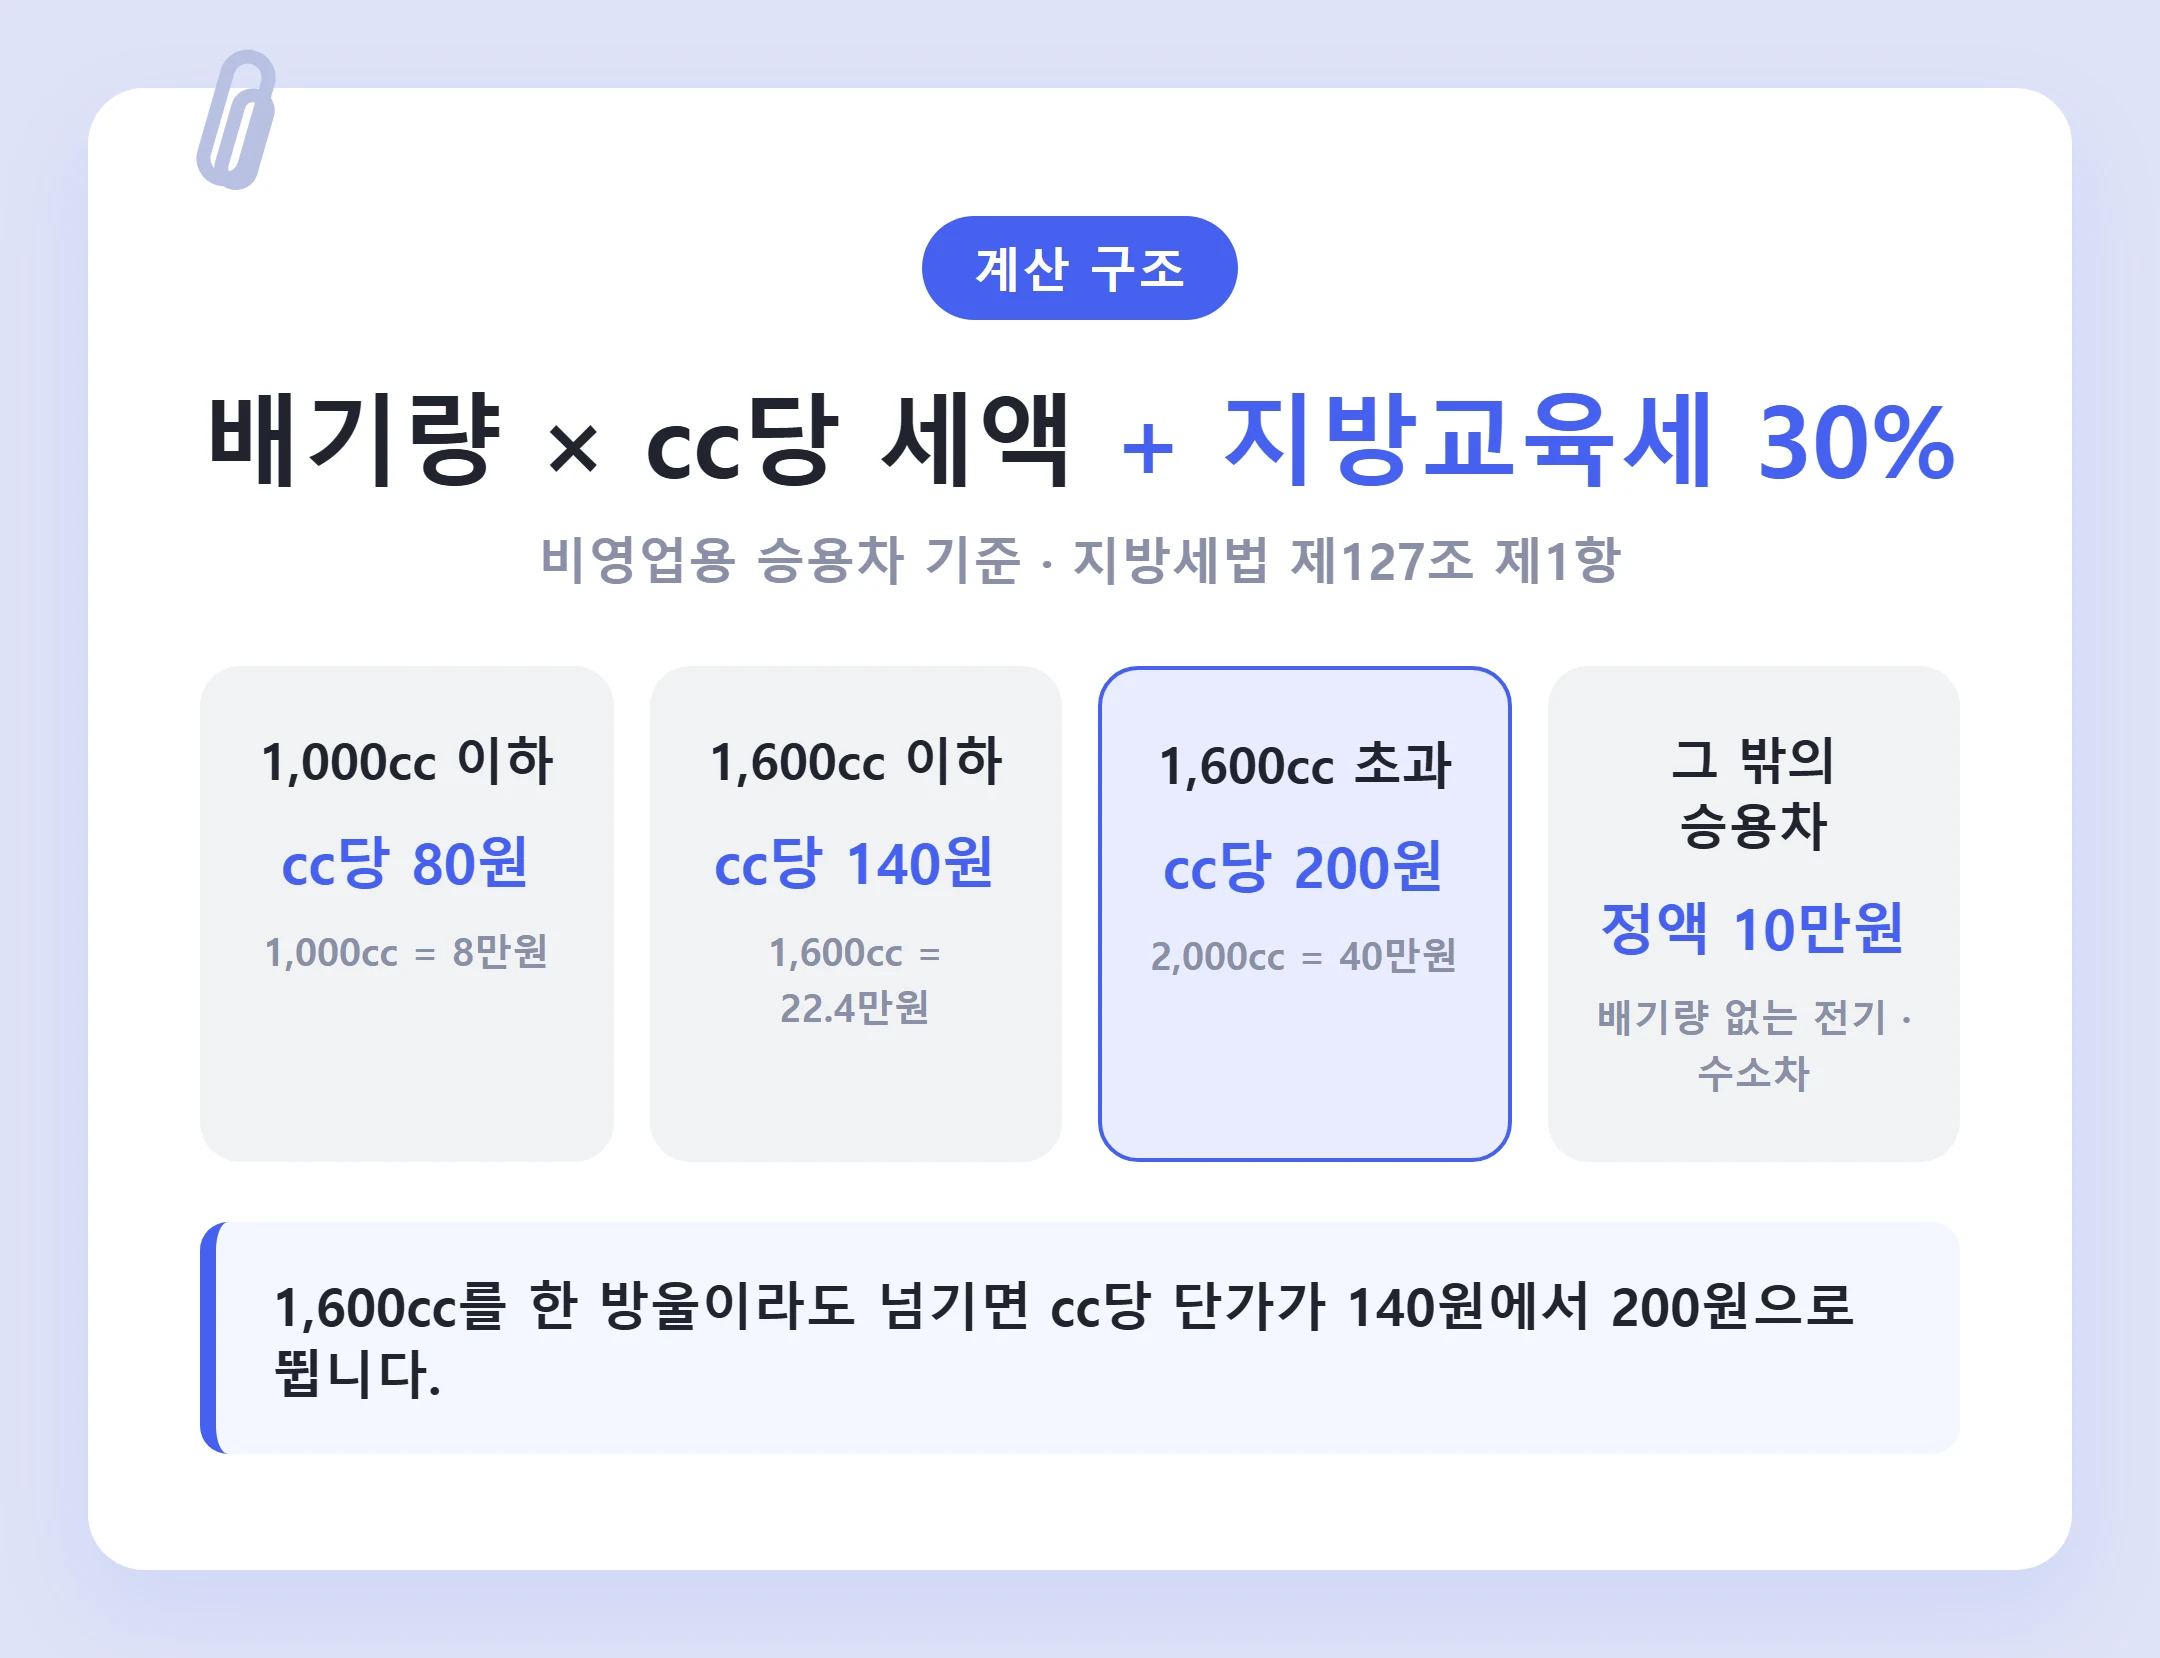 계산 구조
배기량 × cc당 세액 + 지방교육세 30%
비영업용 승용차 기준 · 지방세법 제127조 제1항
1,000cc 이하
cc당 80원
1,000cc = 8만원
1,600cc 이하
cc당 140원
1,600cc =
22.4만원
1,600cc 초과
cc당 200원
2,000cc = 40만원
그 밖의
승용차
정액 10만원
배기량 없는 전기 ·
수소차
1,600cc를 한 방울이라도 넘기면 cc당 단가가 140원에서 200원으로
뜁니다.